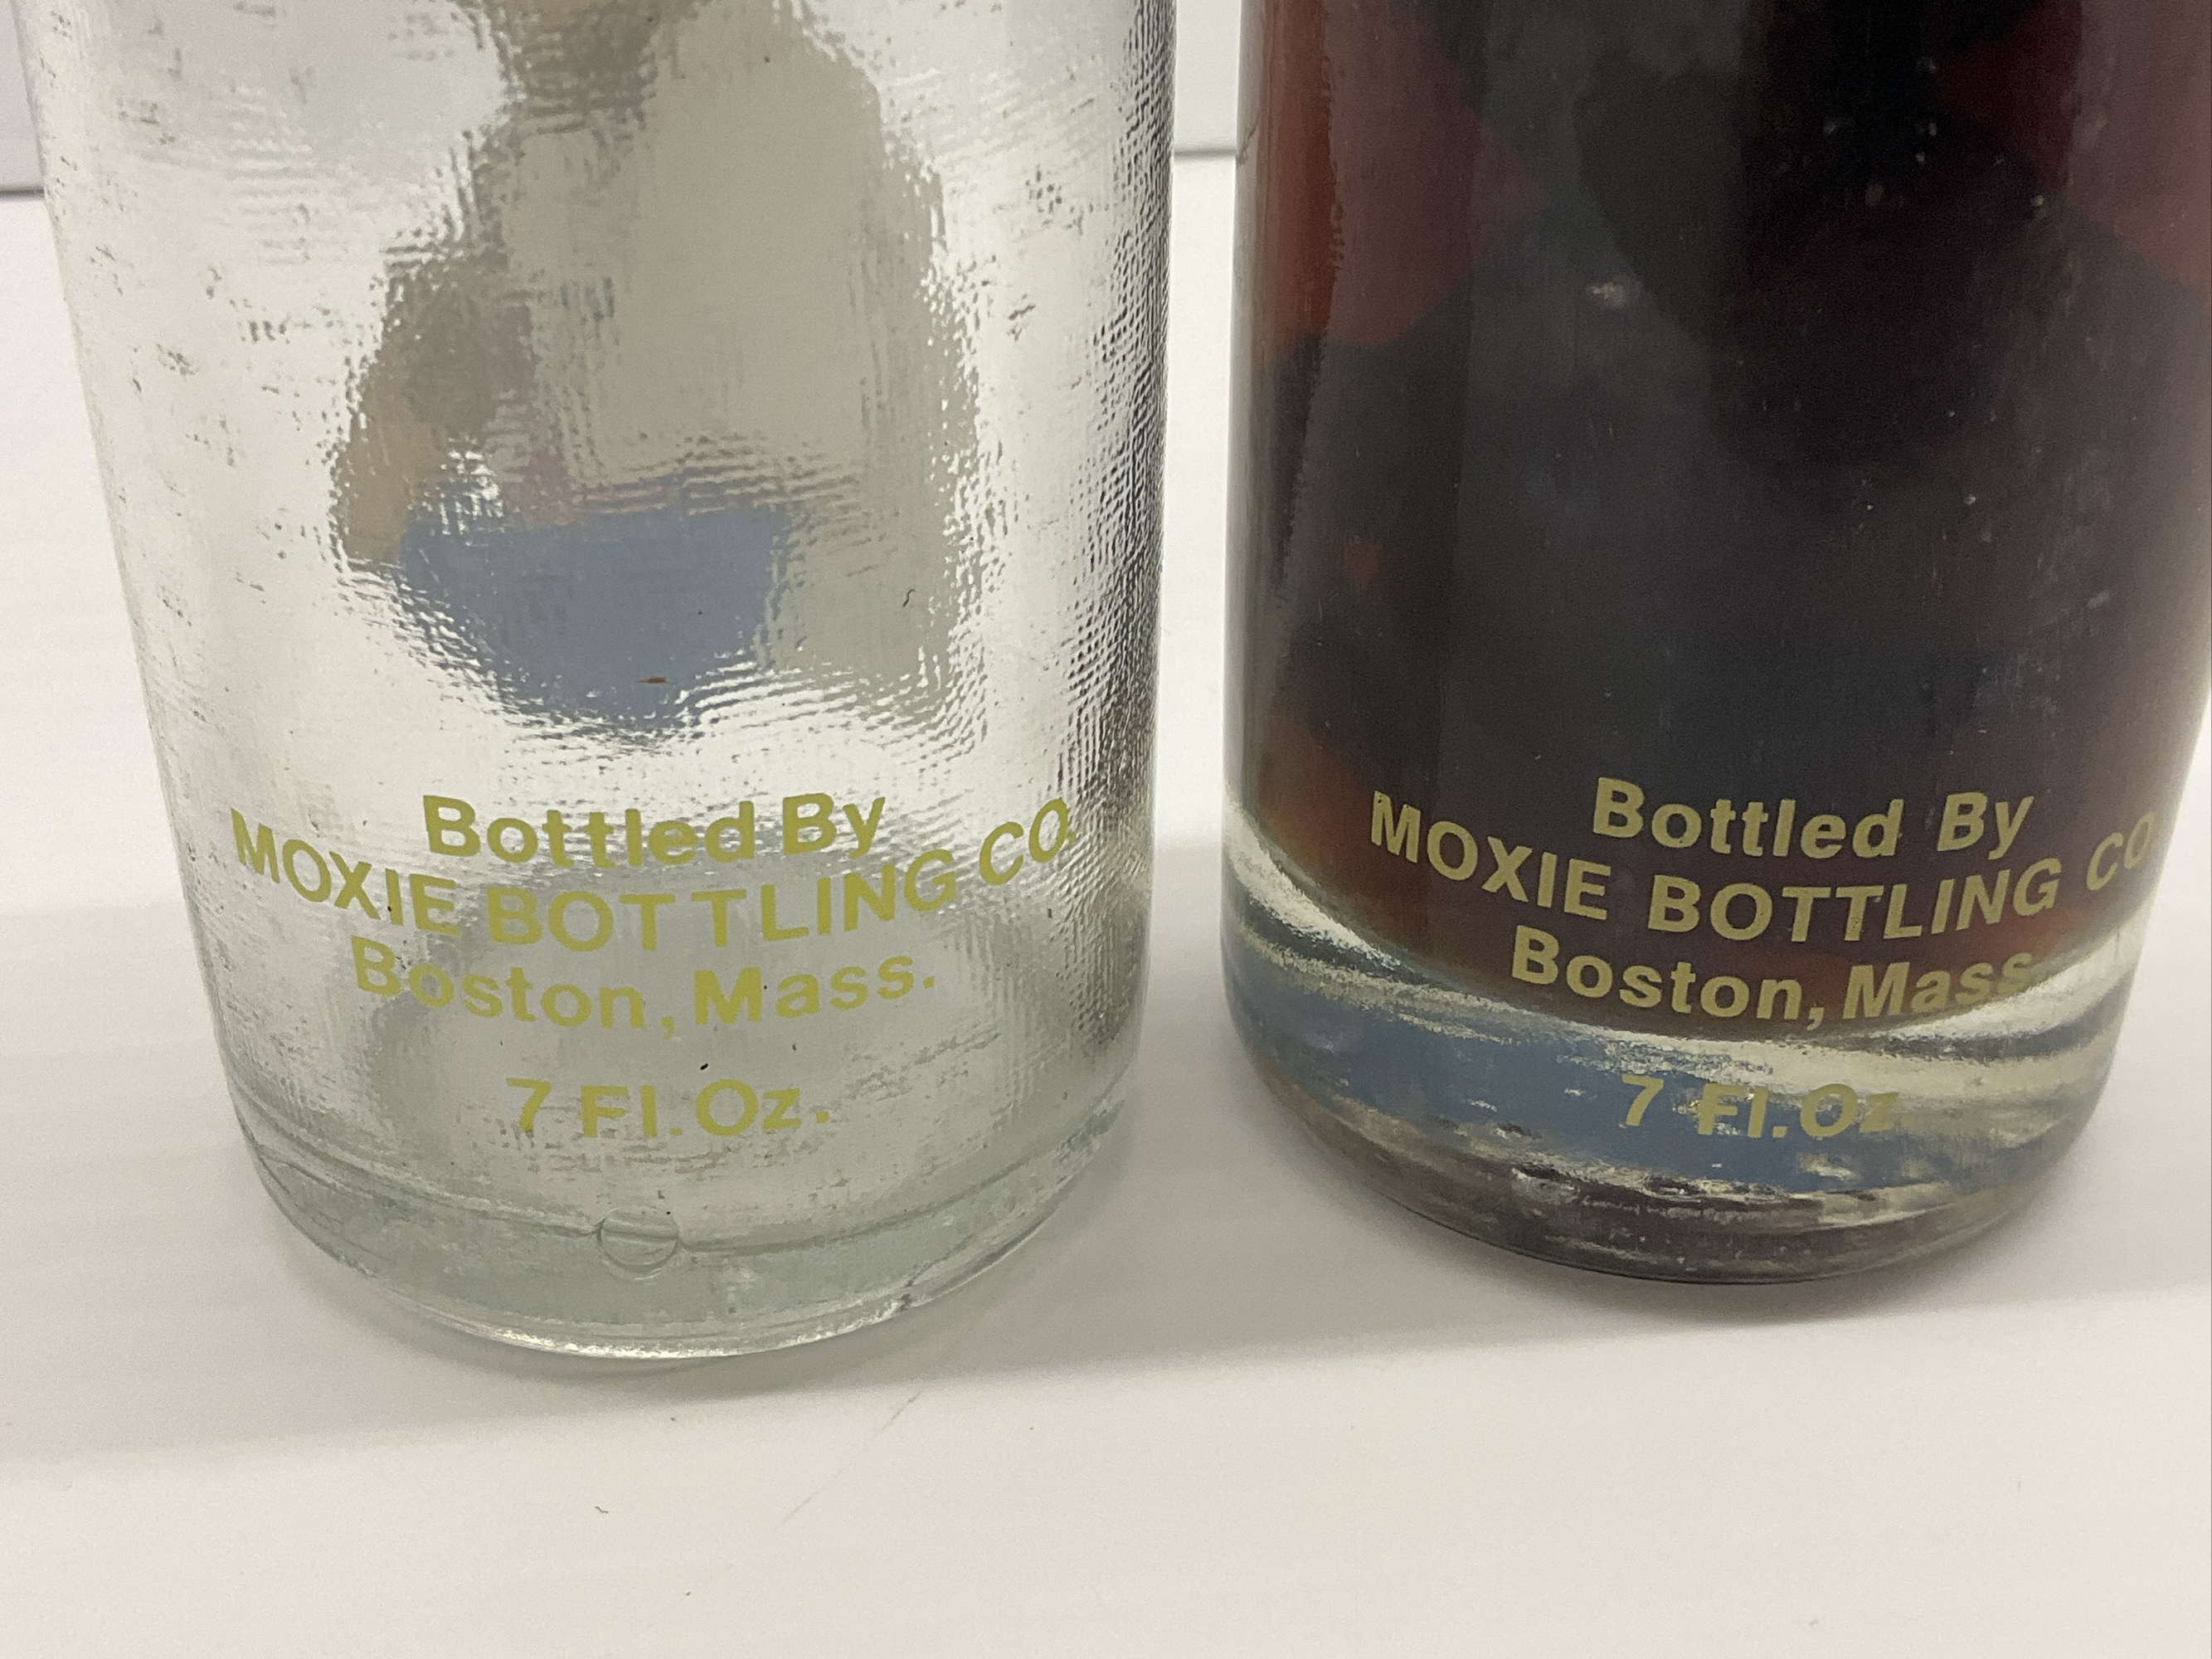 Bottled By
MOXIE BOTTLING CO.
Boston, Mass.
7 Fl. Oz.
Bottled By
MOXIE BOTTLING CO.
Boston, Mass.
7 Fl. Oz